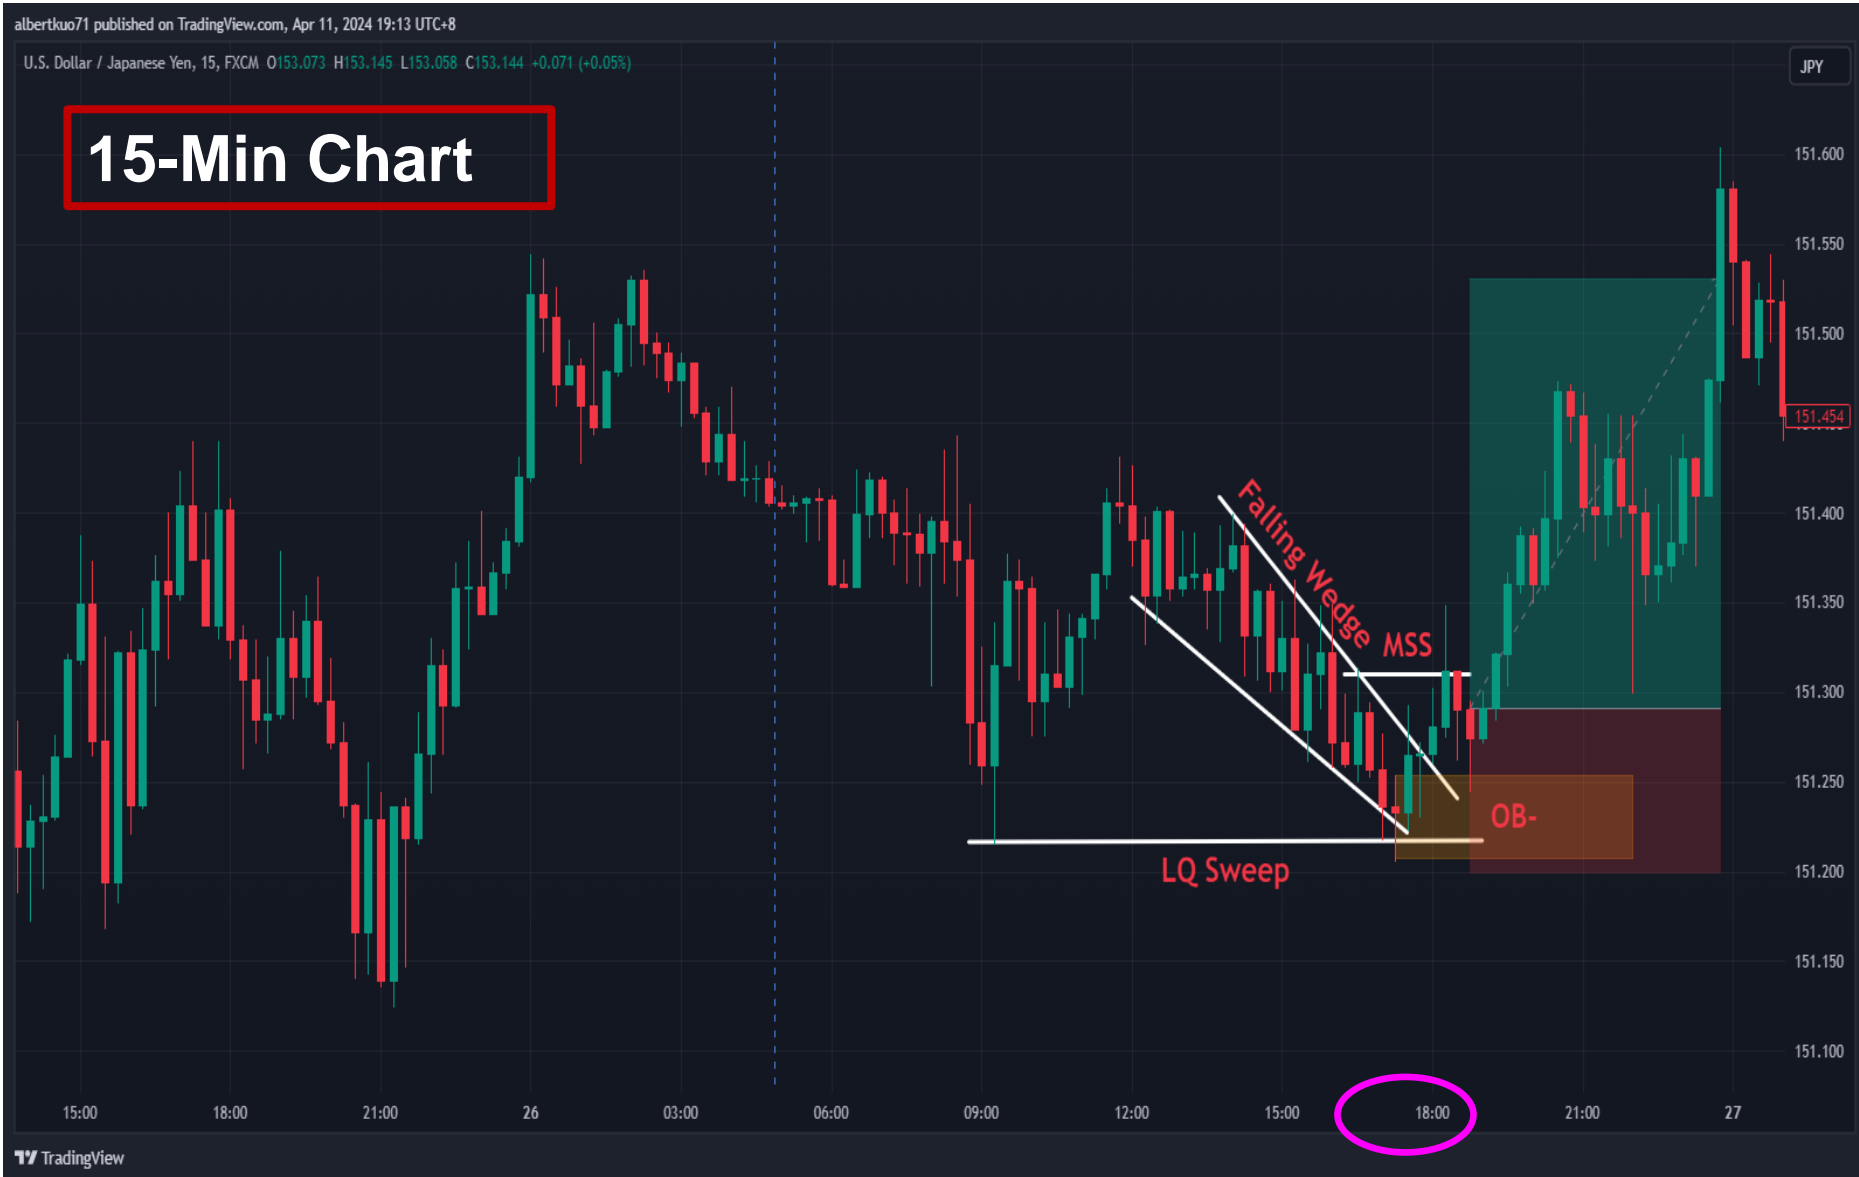 albertkuo71 published on TradingView.com, Apr 11, 2024 19:13 UTC+8
U.S. Dollar / Japanese Yen, 15, FXCM O153.073 H153.145 L153.058 C153.144 +0.071 (+0.05%)
JPY
15-Min Chart
151.600
151.550
151.500
151.454
151.400
151.350
151.300
151.250
151.200
151.150
151.100
Falling Wedge
MSS
OB-
LQ Sweep
15:00 18:00 21:00 26 03:00 06:00 09:00 12:00 15:00 18:00 21:00 27
TradingView